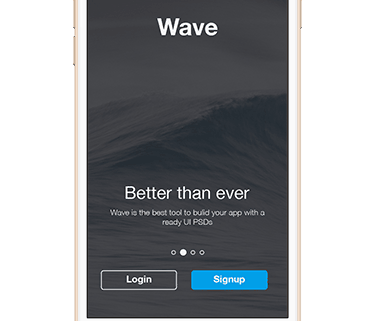 Wave
Better than ever
Wave is the best tool to build your app with a
ready UI PSDs
Login
Signup